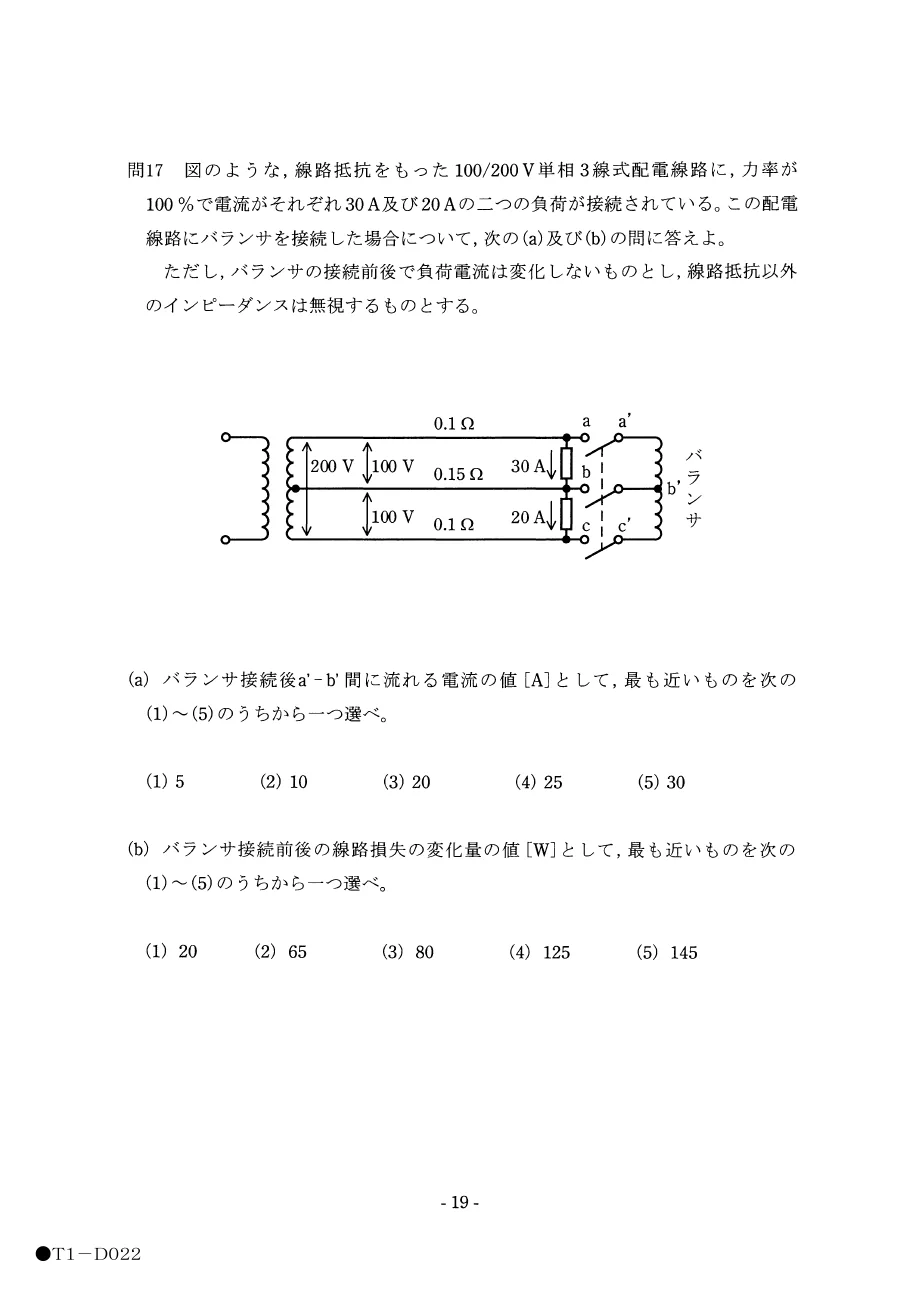 問17 図のような,線路抵抗をもった 100/200 V 単相 3 線式配電線路に,力率が
100 %で電流がそれぞれ 30 A 及び 20 A の二つの負荷が接続されている。この配電
線路にバランサを接続した場合について,次の(a)及び(b)の問に答えよ。
ただし,バランサの接続前後で負荷電流は変化しないものとし,線路抵抗以外
のインピーダンスは無視するものとする。
0.1 Ω a a'
200 V 100 V 0.15 Ω 30 A b b' バランサ
100 V 0.1 Ω 20 A c c'
(a) バランサ接続後a'-b'間に流れる電流の値[A]として,最も近いものを次の
(1)~(5)のうちから一つ選べ。
(1) 5 (2) 10 (3) 20 (4) 25 (5) 30
(b) バランサ接続前後の線路損失の変化量の値[W]として,最も近いものを次の
(1)~(5)のうちから一つ選べ。
(1) 20 (2) 65 (3) 80 (4) 125 (5) 145
- 19 -
●T1-D022